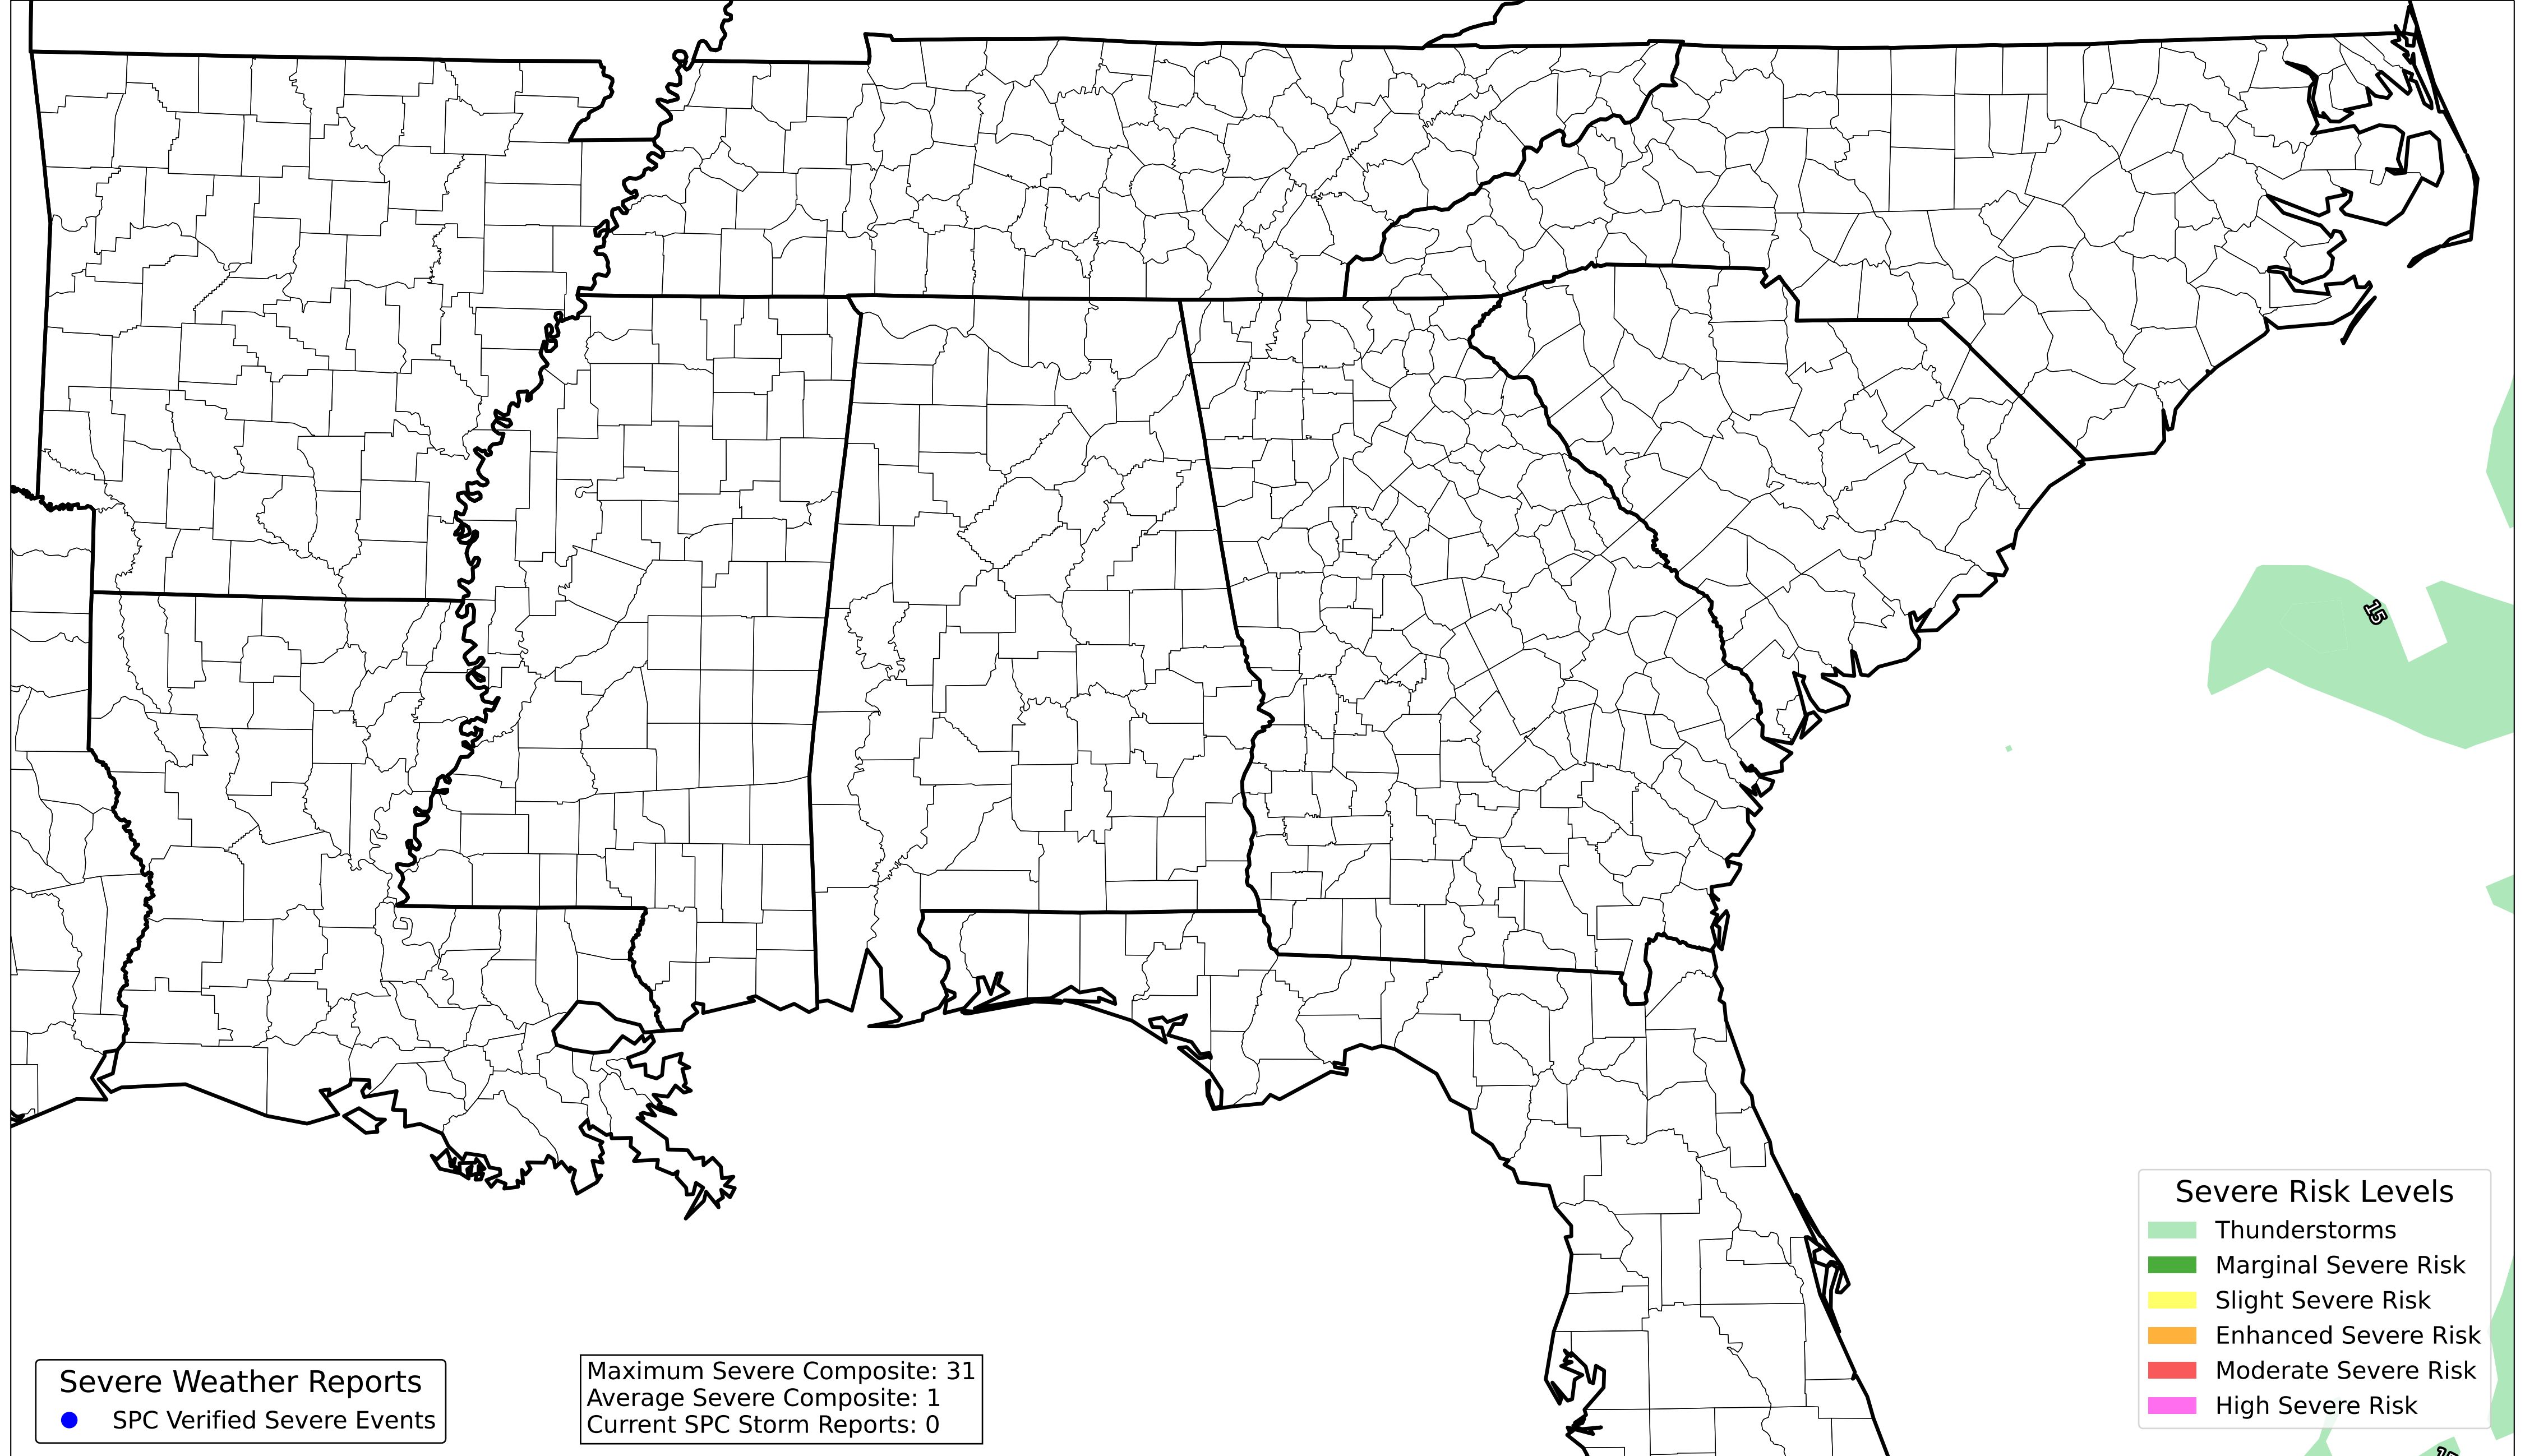 15
Severe Risk Levels
Thunderstorms
Marginal Severe Risk
Slight Severe Risk
Enhanced Severe Risk
Moderate Severe Risk
High Severe Risk
Severe Weather Reports
SPC Verified Severe Events
Maximum Severe Composite: 31
Average Severe Composite: 1
Current SPC Storm Reports: 0